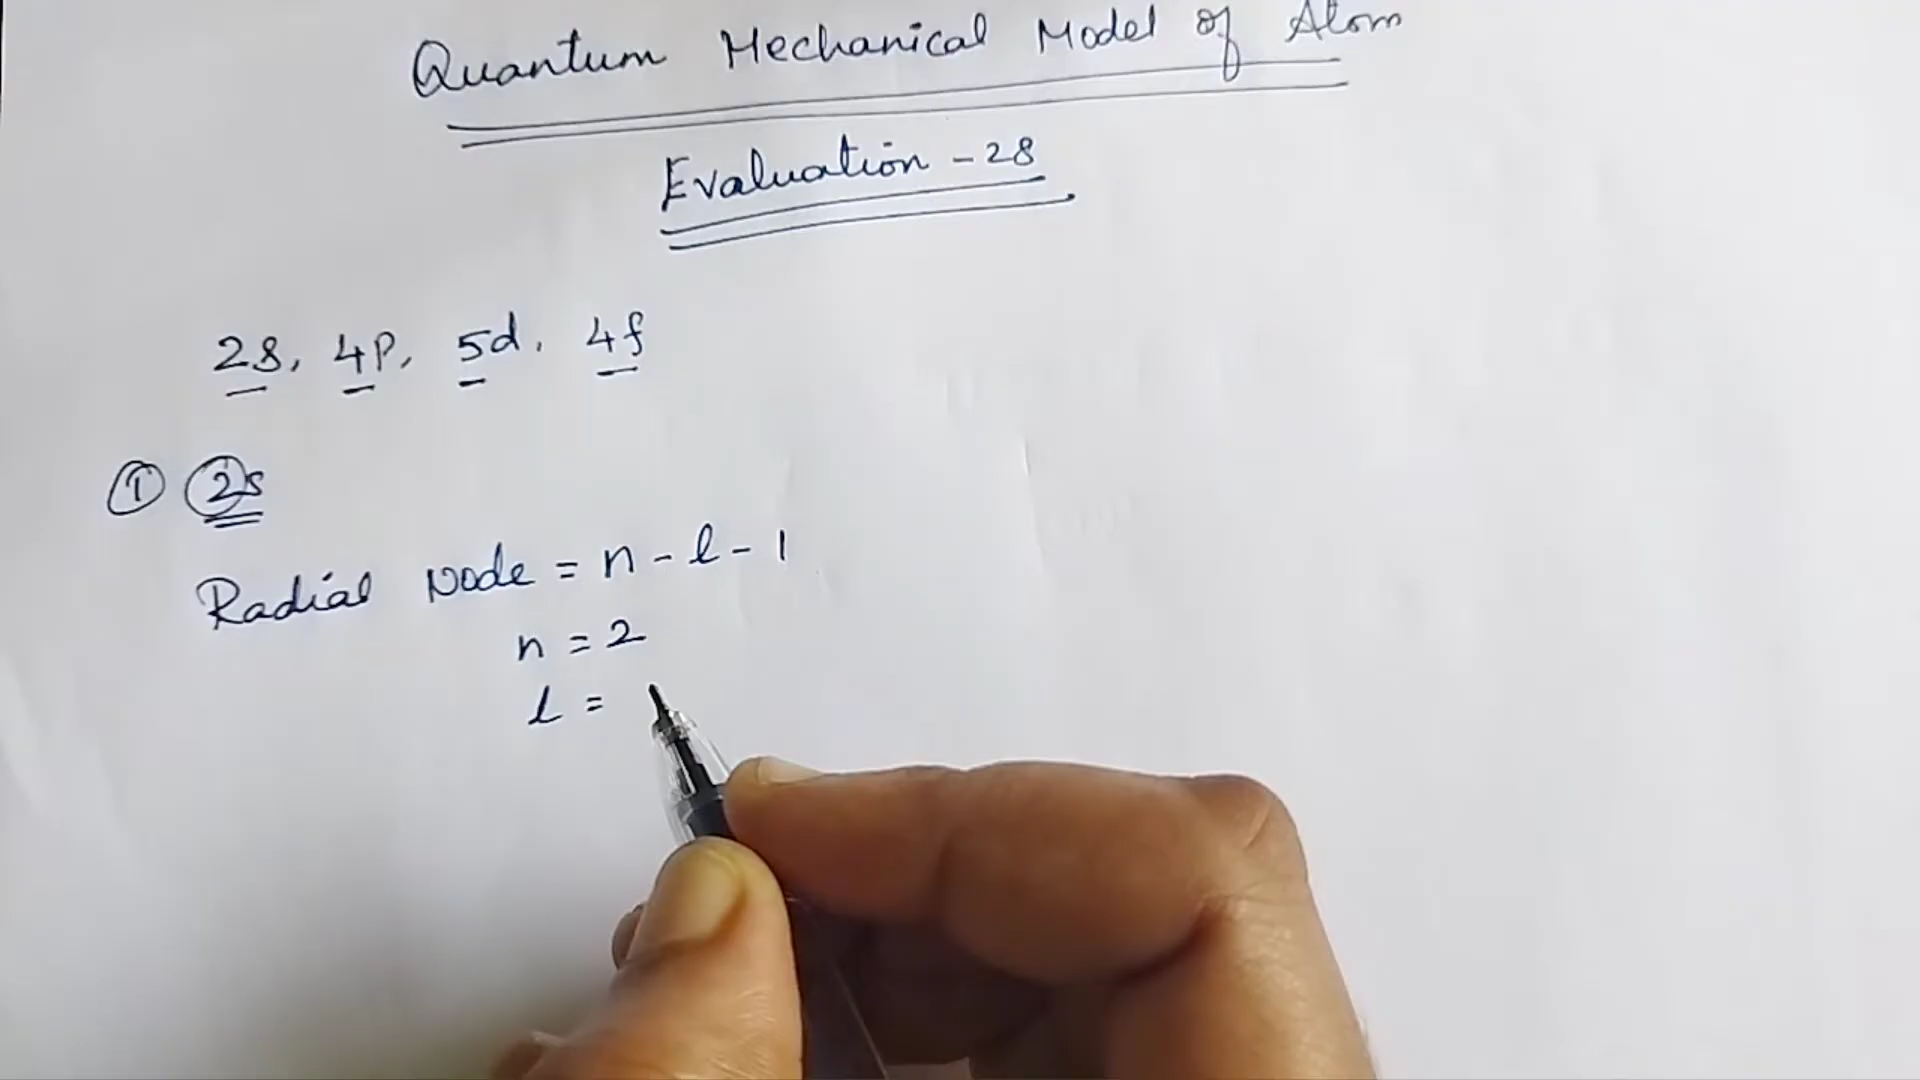 Quantum Mechanical Model of Atom
Evaluation - 28
2s, 4p, 5d, 4f
① 2s
Radial Node = n - l - 1
n = 2
l =